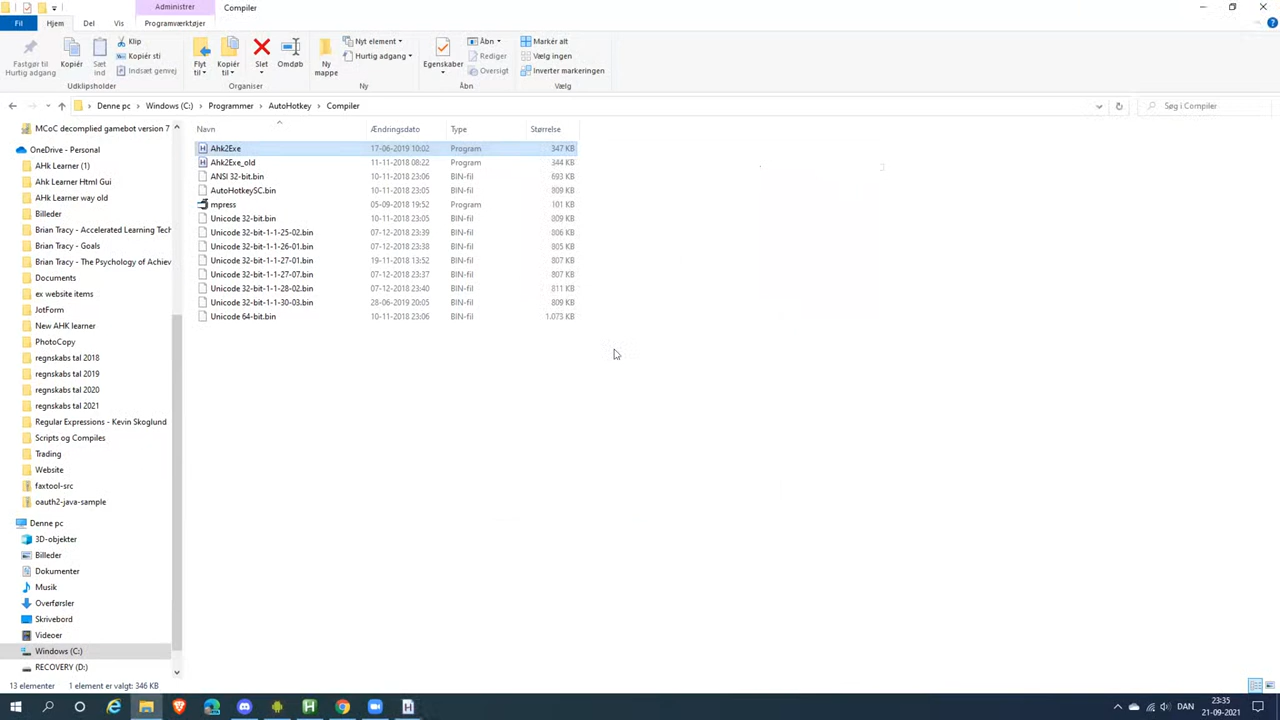 Administrer
Compiler
Fil
Hjem
Del
Vis
Programværktøjer
Fastgør til
Hurtig adgang
Kopiér
Sæt
ind
Klip
Kopiér sti
Indsæt genvej
Udklipsholder
Flyt
til
Kopiér
til
Slet
Omdøb
Organiser
Ny
mappe
Nyt element
Hurtig adgang
Ny
Egenskaber
Åbn
Rediger
Oversigt
Åbn
Markér alt
Vælg ingen
Inverter markeringen
Vælg
Denne pc > Windows (C:) > Programmer > AutoHotkey > Compiler
Søg i Compiler
MCoC decomplied gamebot version 7
OneDrive - Personal
AHk Learner (1)
Ahk Learner Html Gui
AHk Learner way old
Billeder
Brian Tracy - Accelerated Learning Tech
Brian Tracy - Goals
Brian Tracy - The Psychology of Achiev
Documents
ex website items
JotForm
New AHK learner
PhotoCopy
regnskabs tal 2018
regnskabs tal 2019
regnskabs tal 2020
regnskabs tal 2021
Regular Expressions - Kevin Skoglund
Scripts og Compiles
Trading
Website
faxtool-src
oauth2-java-sample
Denne pc
3D-objekter
Billeder
Dokumenter
Musik
Overførsler
Skrivebord
Videoer
Windows (C:)
RECOVERY (D:)
Navn Ændringsdato Type Størrelse
Ahk2Exe 17-06-2019 10:02 Program 347 KB
Ahk2Exe_old 11-11-2018 08:22 Program 344 KB
ANSI 32-bit.bin 10-11-2018 23:06 BIN-fil 693 KB
AutoHotkeySC.bin 10-11-2018 23:05 BIN-fil 809 KB
mpress 05-09-2018 19:52 Program 101 KB
Unicode 32-bit.bin 10-11-2018 23:05 BIN-fil 809 KB
Unicode 32-bit-1-1-25-02.bin 07-12-2018 23:39 BIN-fil 806 KB
Unicode 32-bit-1-1-26-01.bin 07-12-2018 23:38 BIN-fil 805 KB
Unicode 32-bit-1-1-27-01.bin 19-11-2018 13:52 BIN-fil 807 KB
Unicode 32-bit-1-1-27-07.bin 07-12-2018 23:37 BIN-fil 807 KB
Unicode 32-bit-1-1-28-02.bin 07-12-2018 23:40 BIN-fil 811 KB
Unicode 32-bit-1-1-30-03.bin 28-06-2019 20:05 BIN-fil 809 KB
Unicode 64-bit.bin 10-11-2018 23:06 BIN-fil 1.073 KB
13 elementer 1 element er valgt: 346 KB
DAN
23:35
21-09-2021